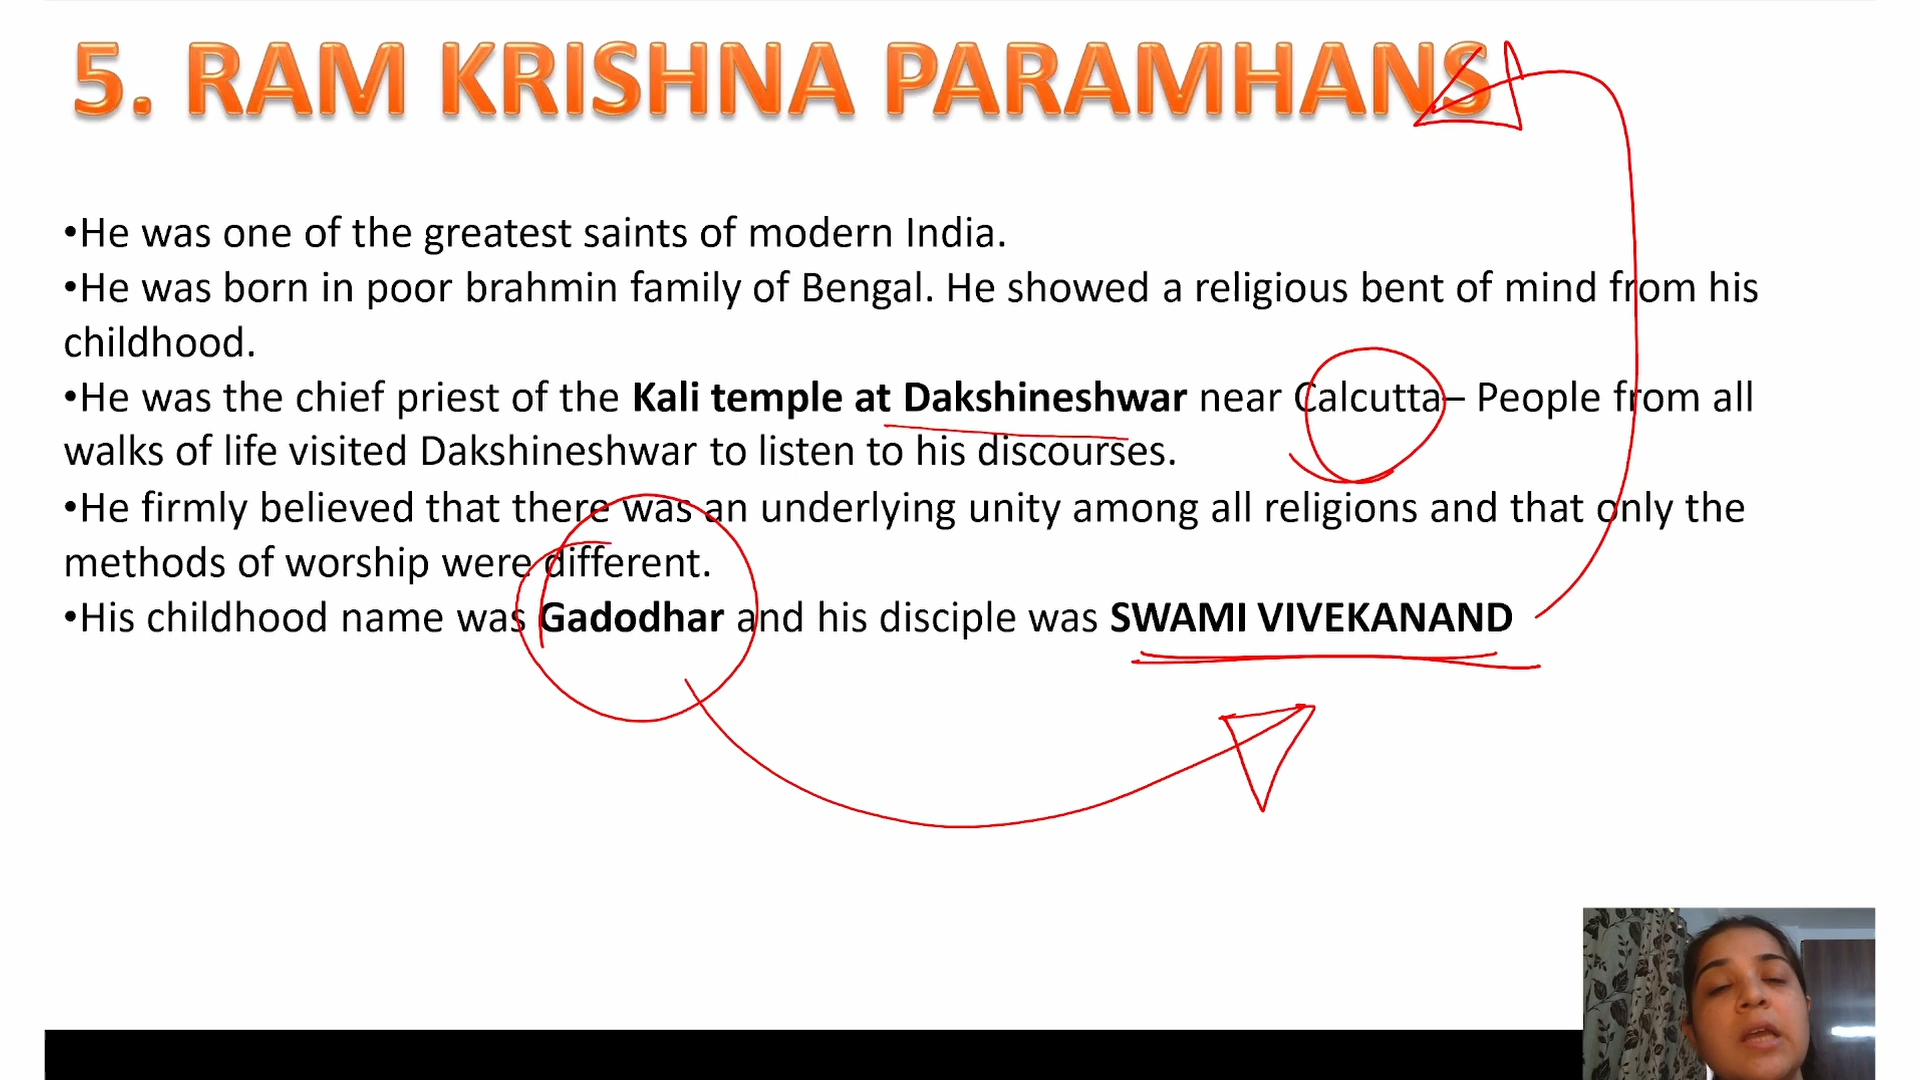 5. RAM KRISHNA PARAMHANS
•He was one of the greatest saints of modern India.
•He was born in poor brahmin family of Bengal. He showed a religious bent of mind from his
childhood.
•He was the chief priest of the Kali temple at Dakshineshwar near Calcutta– People from all
walks of life visited Dakshineshwar to listen to his discourses.
•He firmly believed that there was an underlying unity among all religions and that only the
methods of worship were different.
•His childhood name was Gadodhar and his disciple was SWAMI VIVEKANAND